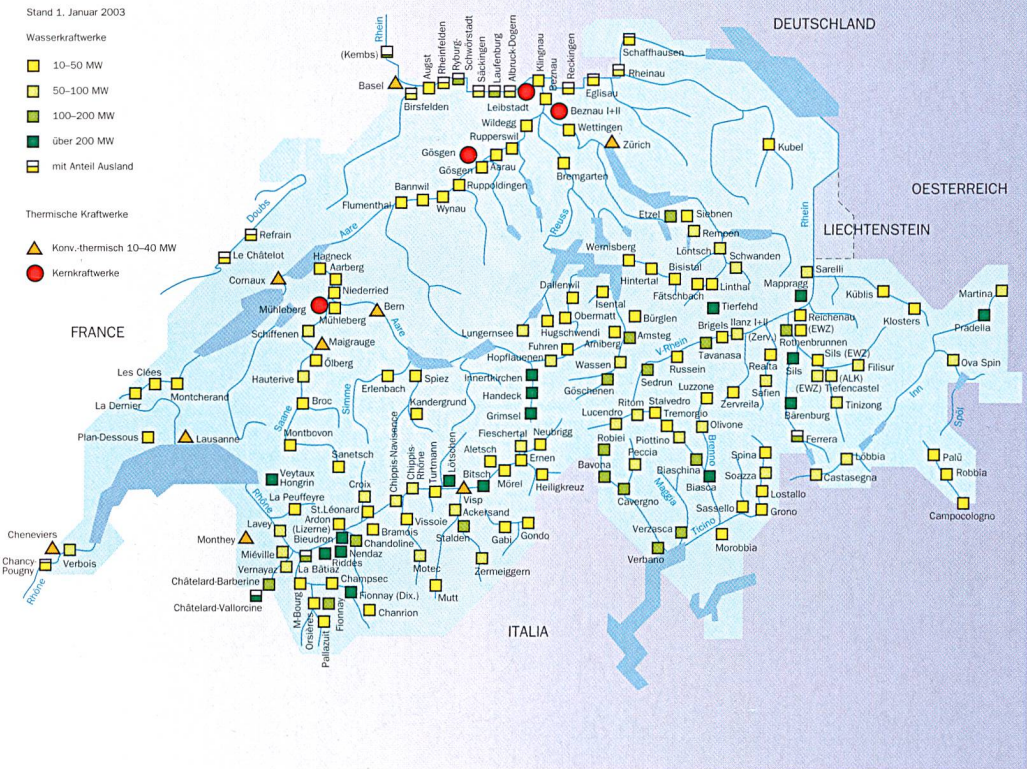 Stand 1. Januar 2003
Wasserkraftwerke
10–50 MW
50–100 MW
100–200 MW
über 200 MW
mit Anteil Ausland
Thermische Kraftwerke
Konv.-thermisch 10–40 MW
Kernkraftwerke
DEUTSCHLAND
OESTERREICH
LIECHTENSTEIN
FRANCE
ITALIA
Rhein
(Kembs)
Basel
Birsfelden
Augst
Rheinfelden
Ryburg-
Schwörstadt
Säckingen
Laufenburg
Albruck-Dogern
Leibstadt
Klingnau
Beznau
Reckingen
Eglisau
Schaffhausen
Rheinau
Beznau I+II
Wildegg
Wettingen
Rupperswil
Zürich
Kubel
Gösgen
Gösgen
Aarau
Bremgarten
Ruppoldingen
Bannwil
Flumenthal
Wynau
Aare
Reuss
Rhein
Doubs
Refrain
Le Châtelot
Etzel
Siebnen
Rempen
Löntsch
Schwanden
Wernisberg
Hintertal
Bisistal
Fätschbach
Linthal
Tierfehd
Sarelli
Mapragg
Küblis
Klosters
Martina
Pradella
Cornaux
Hagneck
Aarberg
Niederried
Mühleberg
Mühleberg
Bern
Aare
Schiffenen
Maigrauge
Ölberg
Hauterive
Broc
Saane
Simme
Montbovon
Sanetsch
Les Clées
La Dernier
Montcherand
Plan-Dessous
Lausanne
Dallenwil
Isental
Obermatt
Bürglen
Lungernsee
Hugschwendi
Arniberg
Amsteg
Fuhren
Wassen
Hopflauenen
Göschenen
Innertkirchen
Handeck
Grimsel
Erlenbach
Spiez
Kandergrund
V-Rhein
Brigels
Ilanz I+II
(Zerv.)
Tavanasa
Russein
Sedrun
Reichenau
(EWZ)
Rothenbrunnen
Sils
Sils (EWZ)
Filisur
(ALK)
(EWZ)
Tiefencastel
Tinizong
Realta
Safien
Zervreila
Luzzone
Bärenburg
Ferrera
Löbbia
Castasegna
Ova Spin
Inn
Spöl
Palü
Robbia
Campocologno
Lucendro
Ritom
Stalvedro
Tremorgio
Olivone
Piottino
Robiei
Peccia
Bavona
Cavergno
Maggia
Brenno
Biaschina
Biasca
Spina
Soazza
Lostallo
Sassello
Grono
Verzasca
Ticino
Verbano
Morobbia
Fieschertal
Neubrigg
Aletsch
Ernen
Mörel
Heiligkreuz
Bitsch
Visp
Lötschen
Turtmann
Chippis-
Rhône
Chippis-Navisence
Ackersand
Stalden
Gabi
Gondo
Zermeiggern
Vissoie
Motec
Mutt
Croix
St.Léonard
Ardon
(Lizerne)
Bramois
Bieudron
Chandoline
Nendaz
Riddes
Veytaux
Hongrin
Rhône
La Peuffeyre
Lavey
Monthey
Miéville
Vernayaz
La Bâtiaz
Châtelard-Barberine
Châtelard-Vallorcine
M-Bourg
Orsières
Pallazuit
Fionnay
Champsec
Fionnay (Dix.)
Chanrion
Cheneviers
Chancy-
Pougny
Verbois
Rhône